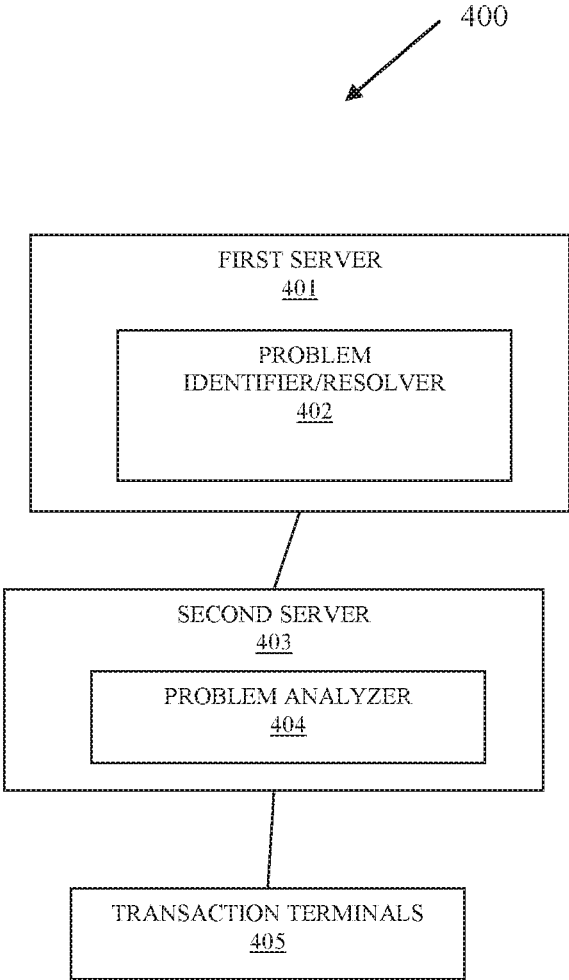 400
FIRST SERVER
401
PROBLEM
IDENTIFIER/RESOLVER
402
SECOND SERVER
403
PROBLEM ANALYZER
404
TRANSACTION TERMINALS
405